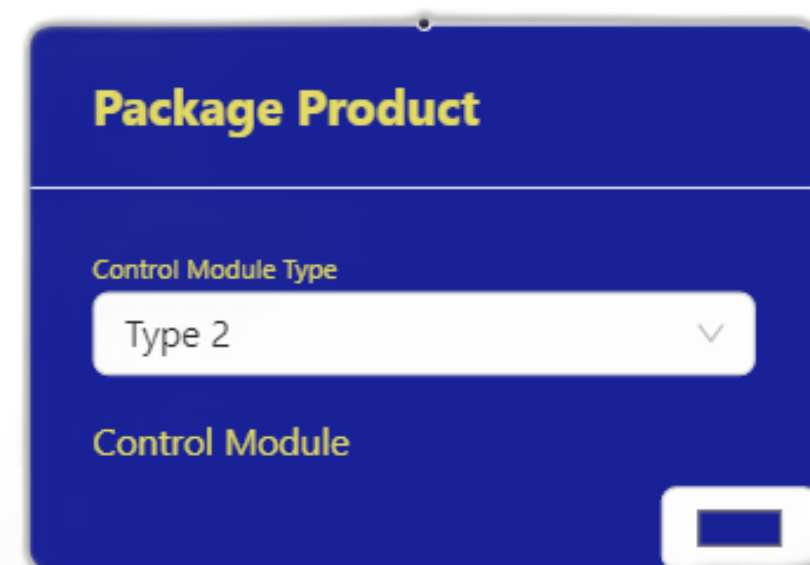 Package Product
Control Module Type
Type 2
Control Module